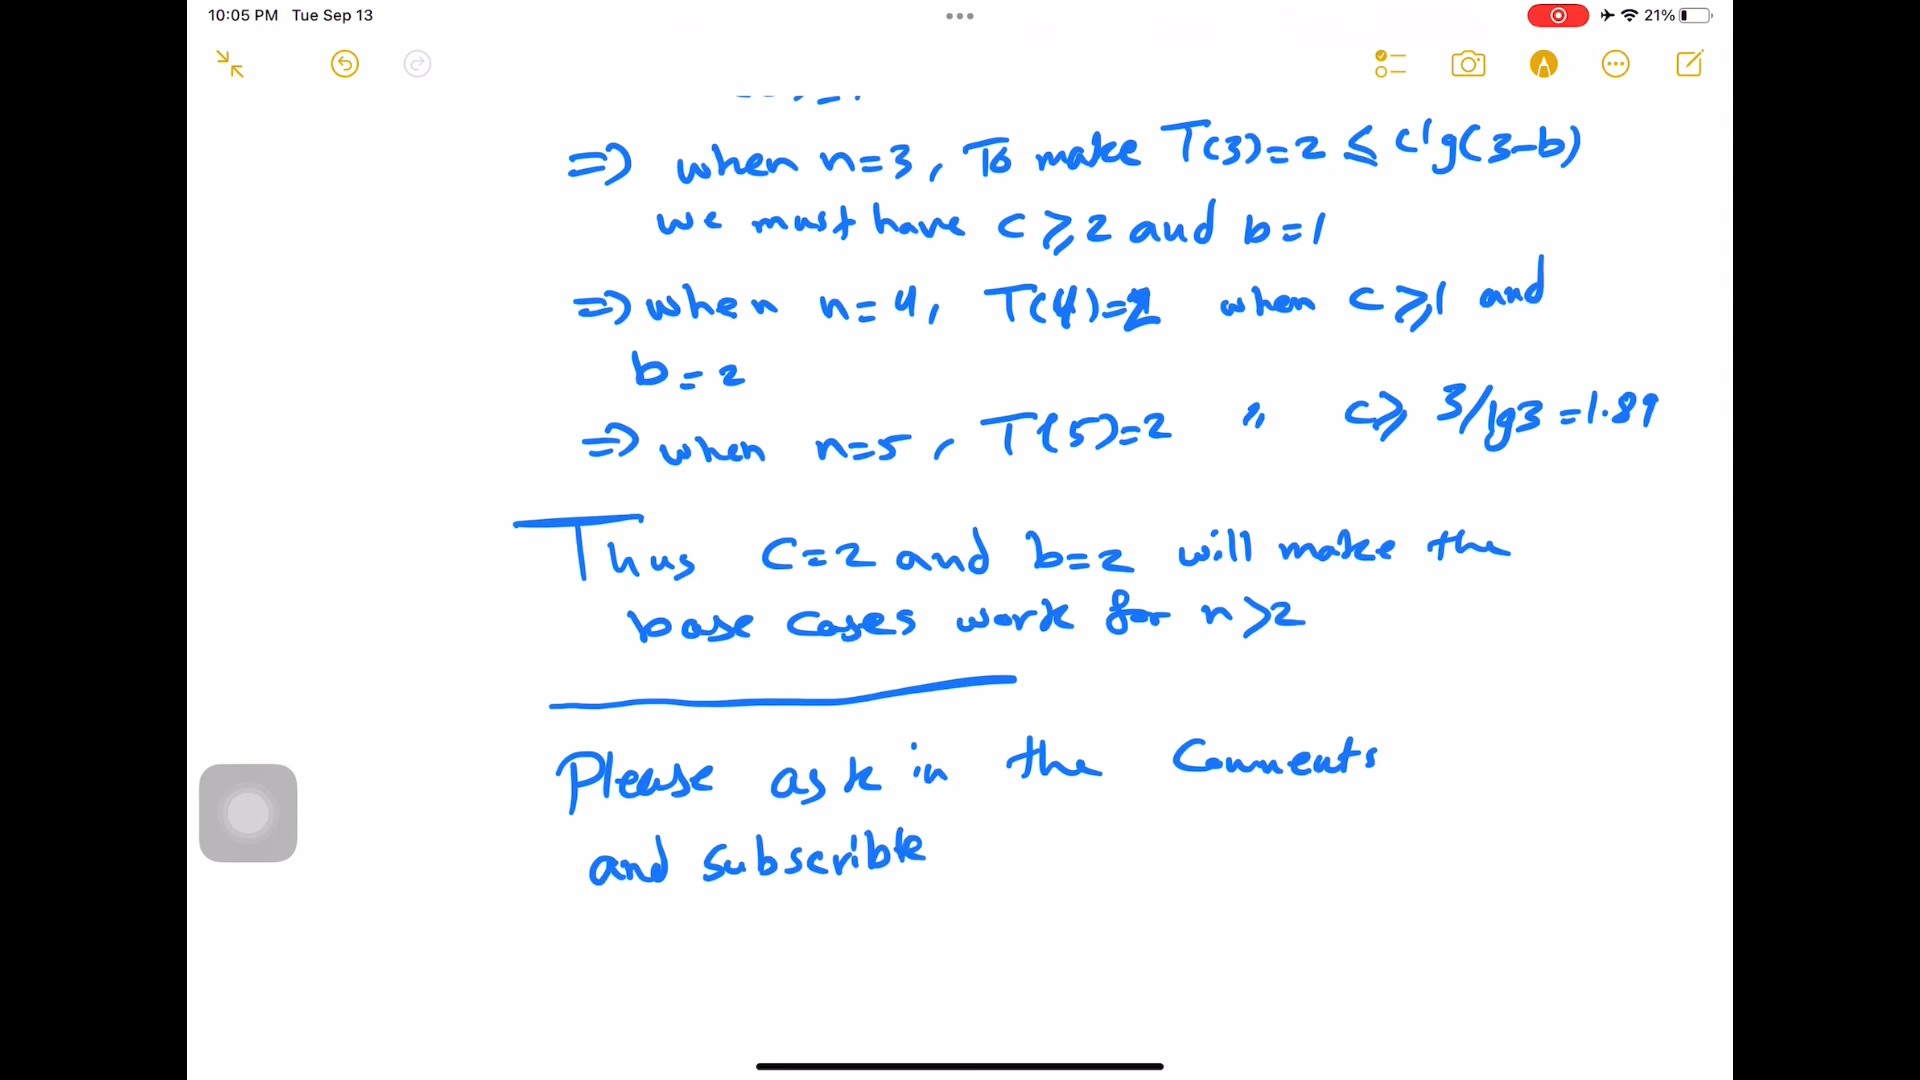 10:05 PM Tue Sep 13
21%
=> when n=3, To make T(3)=2 ≤ c lg(3-b)
we must have c ≥ 2 and b=1
=> when n=4, T(4)=2 when c ≥ 1 and
b=2
=> when n=5, T(5)=2 " c ≥ 3/lg3 =1.89
Thus C=2 and b=2 will make the
base cases work for n>2
Please ask in the Comments
and subscrible